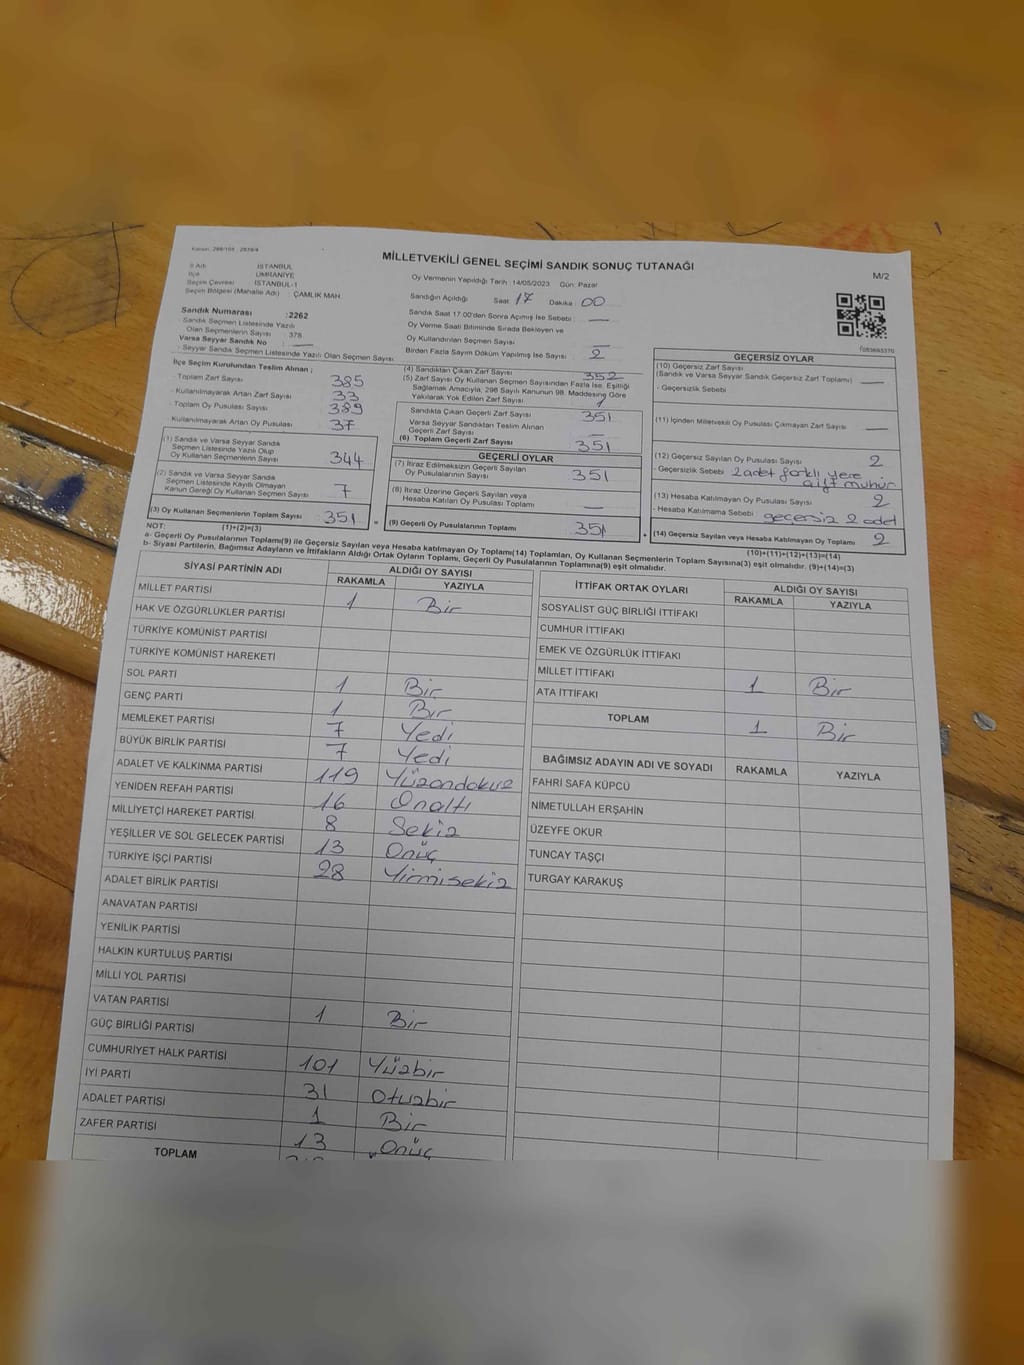 Kanun: 298/105 - 2839/4
MİLLETVEKİLİ GENEL SEÇİMİ SANDIK SONUÇ TUTANAĞI
M/2
İl Adı : İSTANBUL
İlçe : ÜMRANİYE
Seçim Çevresi : İSTANBUL-1
Seçim Bölgesi (Mahalle Adı) : ÇAMLIK MAH.
Oy Vermenin Yapıldığı Tarih :14/05/2023 Gün: Pazar
Sandığın Açıldığı Saat 17 Dakika 00
Sandık Saat 17:00'den Sonra Açılmış İse Sebebi : —
Oy Verme Saati Bitiminde Sırada Bekleyen ve
Oy Kullandırılan Seçmen Sayısı : —
Birden Fazla Sayım Döküm Yapılmış İse Sayısı : 2
Sandık Numarası :2262
- Sandık Seçmen Listesinde Yazılı
Olan Seçmenlerin Sayısı : 378
Varsa Seyyar Sandık No : —
- Seyyar Sandık Listesinde Yazılı Olan Seçmen Sayısı
İlçe Seçim Kurulundan Teslim Alınan ;
- Toplam Zarf Sayısı 385
- Kullanılmayarak Artan Zarf Sayısı 33
- Toplam Oy Pusulası Sayısı 389
- Kullanılmayarak Artan Oy Pusulası 37
(1) Sandık ve Varsa Seyyar Sandık
Seçmen Listesinde Yazılı Olup
Oy Kullanan Seçmenlerin Sayısı 344
(2) Sandık ve Varsa Seyyar Sandık
Seçmen Listesinde Kayıtlı Olmayan
Kanun Gereği Oy Kullanan Seçmen Sayısı 7
(3) Oy Kullanan Seçmenlerin Toplam Sayısı 351
(1)+(2)=(3)
(4) Sandıktan Çıkan Zarf Sayısı 352
(5) Zarf Sayısı Oy Kullanan Seçmen Sayısından Fazla İse, Eşitliği
Sağlamak Amacıyla, 298 Sayılı Kanunun 98. Maddesine Göre
Yakılarak Yok Edilen Zarf Sayısı 1
Sandıkta Çıkan Geçerli Zarf Sayısı 351
Varsa Seyyar Sandıktan Teslim Alınan
Geçerli Zarf Sayısı —
(6) Toplam Geçerli Zarf Sayısı 351
GEÇERLİ OYLAR
(7) İtiraz Edilmeksizin Geçerli Sayılan
Oy Pusulalarının Sayısı 351
(8) İtiraz Üzerine Geçerli Sayılan veya
Hesaba Katılan Oy Pusulası Toplamı —
= (9) Geçerli Oy Pusulalarının Toplamı 351 +
GEÇERSİZ OYLAR
(10) Geçersiz Zarf Sayısı
(Sandık ve Varsa Seyyar Sandık Geçersiz Zarf Toplamı) —
- Geçersizlik Sebebi
(11) İçinden Milletvekili Oy Pusulası Çıkmayan Zarf Sayısı —
(12) Geçersiz Sayılan Oy Pusulası Sayısı 2
- Geçersizlik Sebebi 2 adet farklı yere
ait mühür
(13) Hesaba Katılmayan Oy Pusulası Sayısı 2
- Hesaba Katılmama Sebebi geçersiz 2 adet
(14) Geçersiz Sayılan veya Hesaba Katılmayan Oy Toplamı 2
(10)+(11)+(12)+(13)=(14)
NOT:
a- Geçerli Oy Pusulalarının Toplamı(9) ile Geçersiz Sayılan veya Hesaba katılmayan Oy Toplamı(14) Toplamları, Oy Kullanan Seçmenlerin Toplam Sayısına(3) eşit olmalıdır. (9)+(14)=(3)
b- Siyasi Partilerin, Bağımsız Adayların ve İttifakların Aldığı Ortak Oyların Toplamı, Geçerli Oy Pusulalarının Toplamına(9) eşit olmalıdır.
SİYASİ PARTİNİN ADI ALDIĞI OY SAYISI
RAKAMLA YAZIYLA
MİLLET PARTİSİ 1 Bir
HAK VE ÖZGÜRLÜKLER PARTİSİ
TÜRKİYE KOMÜNİST PARTİSİ
TÜRKİYE KOMÜNİST HAREKETİ
SOL PARTİ 1 Bir
GENÇ PARTİ 1 Bir
MEMLEKET PARTİSİ 7 Yedi
BÜYÜK BİRLİK PARTİSİ 7 Yedi
ADALET VE KALKINMA PARTİSİ 119 Yüzondokuz
YENİDEN REFAH PARTİSİ 16 Onaltı
MİLLİYETÇİ HAREKET PARTİSİ 8 Sekiz
YEŞİLLER VE SOL GELECEK PARTİSİ 13 Onüç
TÜRKİYE İŞÇİ PARTİSİ 28 Yirmisekiz
ADALET BİRLİK PARTİSİ
ANAVATAN PARTİSİ
YENİLİK PARTİSİ
HALKIN KURTULUŞ PARTİSİ
MİLLİ YOL PARTİSİ
VATAN PARTİSİ 1 Bir
GÜÇ BİRLİĞİ PARTİSİ
CUMHURİYET HALK PARTİSİ 101 Yüzbir
İYİ PARTİ 31 Otuzbir
ADALET PARTİSİ 1 Bir
ZAFER PARTİSİ 13 Onüç
TOPLAM
İTTİFAK ORTAK OYLARI ALDIĞI OY SAYISI
RAKAMLA YAZIYLA
SOSYALİST GÜÇ BİRLİĞİ İTTİFAKI
CUMHUR İTTİFAKI
EMEK VE ÖZGÜRLÜK İTTİFAKI
MİLLET İTTİFAKI
ATA İTTİFAKI 1 Bir
TOPLAM 1 Bir
BAĞIMSIZ ADAYIN ADI VE SOYADI RAKAMLA YAZIYLA
FAHRİ SAFA KÜPCÜ
NİMETULLAH ERŞAHİN
ÜZEYFE OKUR
TUNCAY TAŞÇI
TURGAY KARAKUŞ